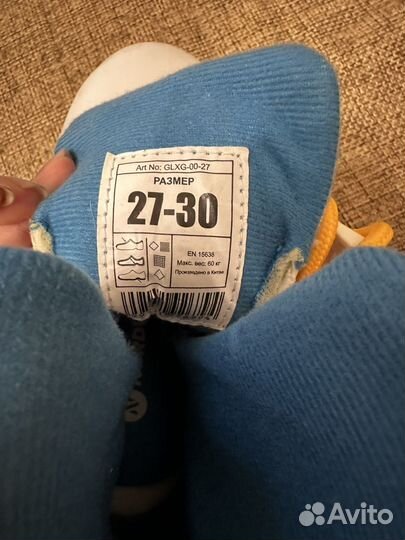 Art No: GLXG-00-27
РАЗМЕР
27-30
EN 15638
Макс. вес: 60 кг
Произведено в Китае
Avito